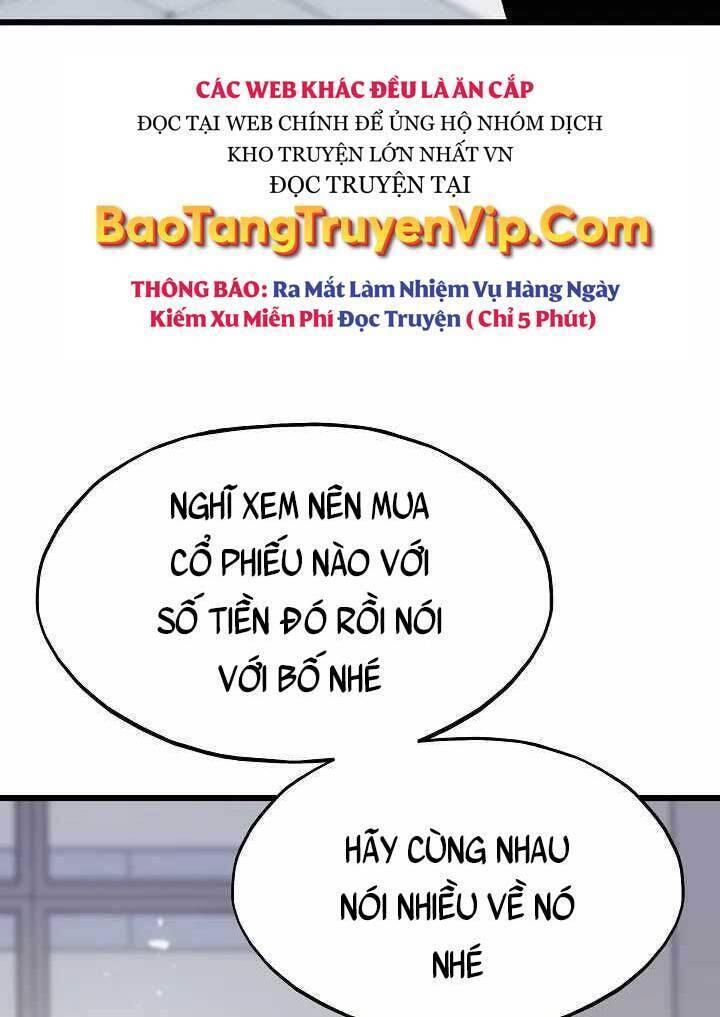 CÁC WEB KHÁC ĐỀU LÀ ĂN CẮP
ĐỌC TẠI WEB CHÍNH ĐỂ ỦNG HỘ NHÓM DỊCH
KHO TRUYỆN LỚN NHẤT VN
ĐỌC TRUYỆN TẠI
BaoTangTruyenVip.Com
THÔNG BÁO: Ra Mắt Làm Nhiệm Vụ Hàng Ngày
Kiếm Xu Miễn Phí Đọc Truyện ( Chỉ 5 Phút)
NGHĨ XEM NÊN MUA
CỔ PHIẾU NÀO VỚI
SỐ TIỀN ĐÓ RỒI NÓI
VỚI BỐ NHÉ
HÃY CÙNG NHAU
NÓI NHIỀU VỀ NÓ
NHÉ